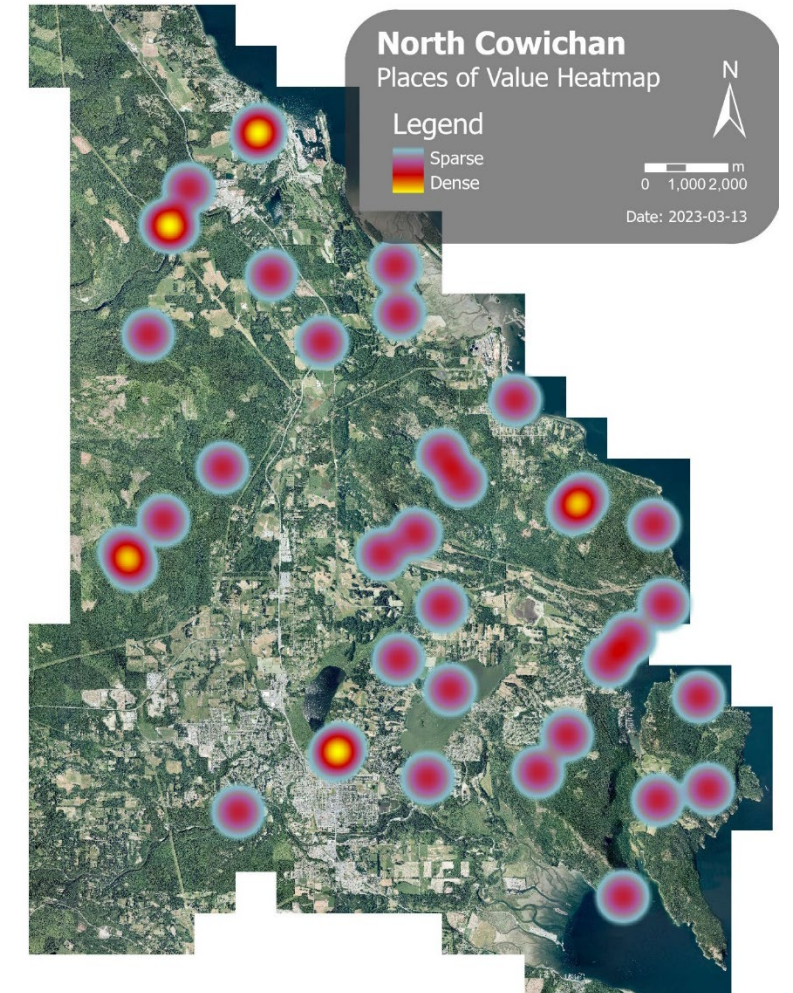 North Cowichan
Places of Value Heatmap
N
Legend
Sparse
Dense
m
0 1,000 2,000
Date: 2023-03-13